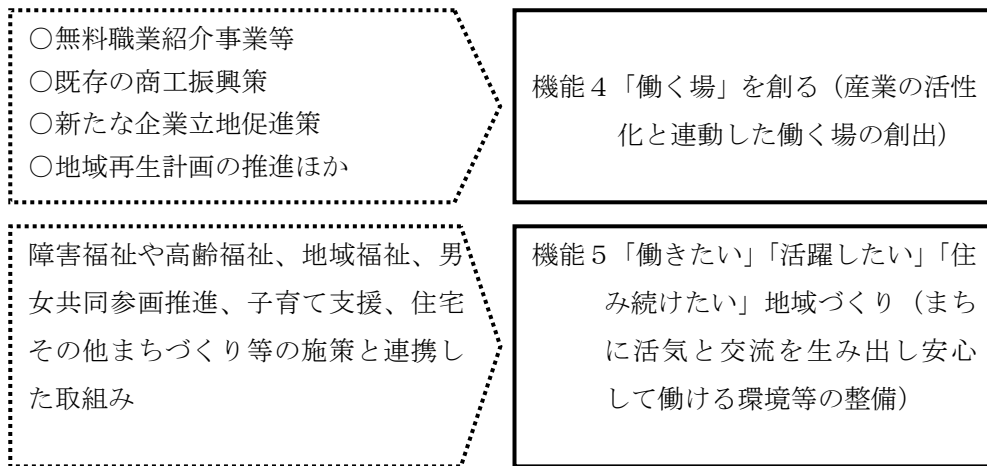 ○無料職業紹介事業等
○既存の商工振興策
○新たな企業立地促進策
○地域再生計画の推進ほか
機能４「働く場」を創る（産業の活性
化と連動した働く場の創出）
障害福祉や高齢福祉、地域福祉、男
女共同参画推進、子育て支援、住宅
その他まちづくり等の施策と連携し
た取組み
機能５「働きたい」「活躍したい」「住
み続けたい」地域づくり（まち
に活気と交流を生み出し安心
して働ける環境等の整備）